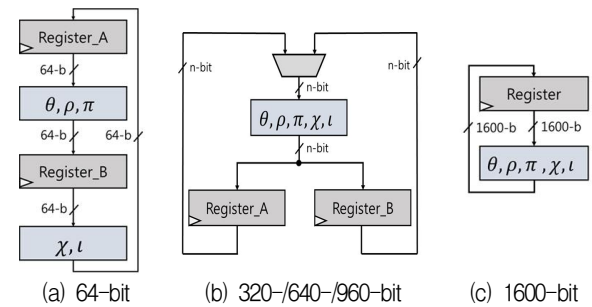 Register_A
64-b
θ, ρ, π
64-b
64-b
Register_B
64-b
χ, ι
(a) 64-bit
n-bit
n-bit
n-bit
θ, ρ, π, χ, ι
n-bit
Register_A
Register_B
(b) 320-/640-/960-bit
Register
1600-b
1600-b
θ, ρ, π , χ, ι
(c) 1600-bit